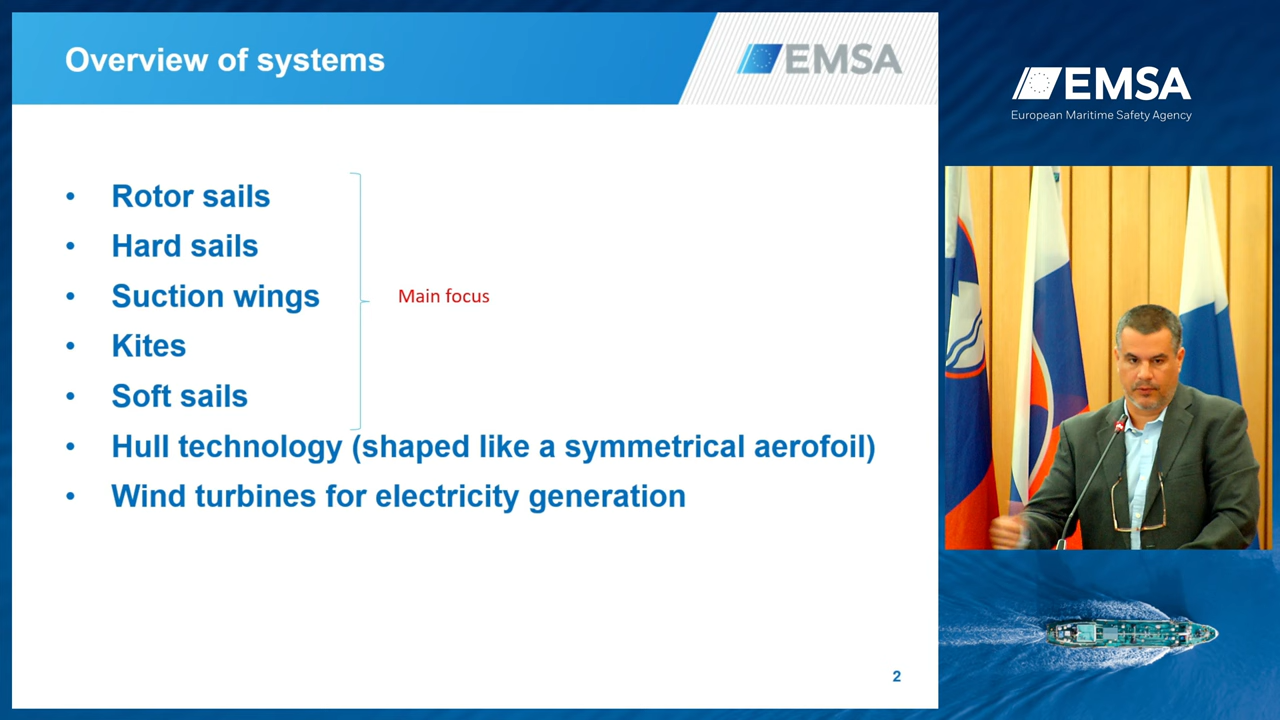 Overview of systems
EMSA
• Rotor sails
• Hard sails
• Suction wings
• Kites
• Soft sails
Main focus
• Hull technology (shaped like a symmetrical aerofoil)
• Wind turbines for electricity generation
2
EMSA
European Maritime Safety Agency